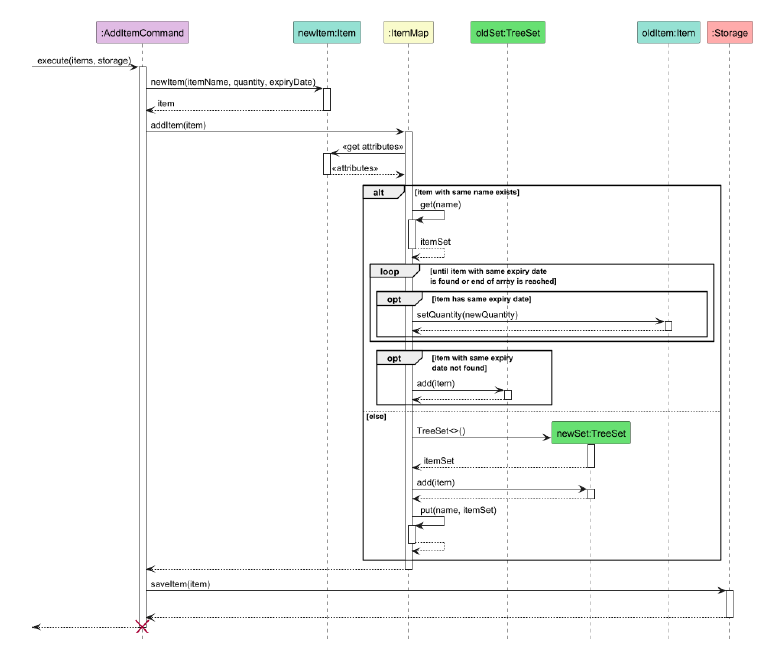 :AddItemCommand
newItem:Item
:ItemMap
oldSet:TreeSet
oldItem:Item
:Storage
execute(items, storage)
newItem(itemName, quantity, expiryDate)
item
addItem(item)
«get attributes»
«attributes»
alt [item with same name exists]
get(name)
itemSet
loop [until item with same expiry date
is found or end of array is reached]
opt [item has same expiry date]
setQuantity(newQuantity)
opt [item with same expiry
date not found]
add(item)
[else]
TreeSet<>()
newSet:TreeSet
itemSet
add(item)
put(name, itemSet)
saveItem(item)